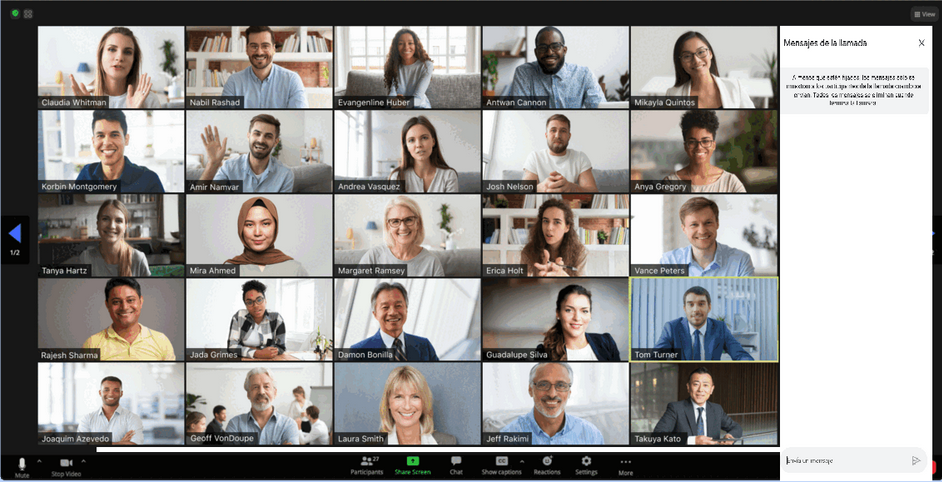 View
Mensajes de la llamada
X
Claudia Whitman
Nabil Rashad
Evangenline Huber
Antwan Cannon
Mikayla Quintos
Korbin Montgomery
Amir Namvar
Andrea Vasquez
Josh Nelson
Anya Gregory
1/2
Tanya Hartz
Mira Ahmed
Margaret Ramsey
Erica Holt
Vance Peters
Rajesh Sharma
Jada Grimes
Damon Bonilla
Guadalupe Silva
Tom Turner
Joaquim Azevedo
Geoff VonDoupe
Laura Smith
Jeff Rakimi
Takuya Kato
Mute
Stop Video
27
Participants
Share Screen
Chat
CC
Show captions
Reactions
Settings
More
un mensaje